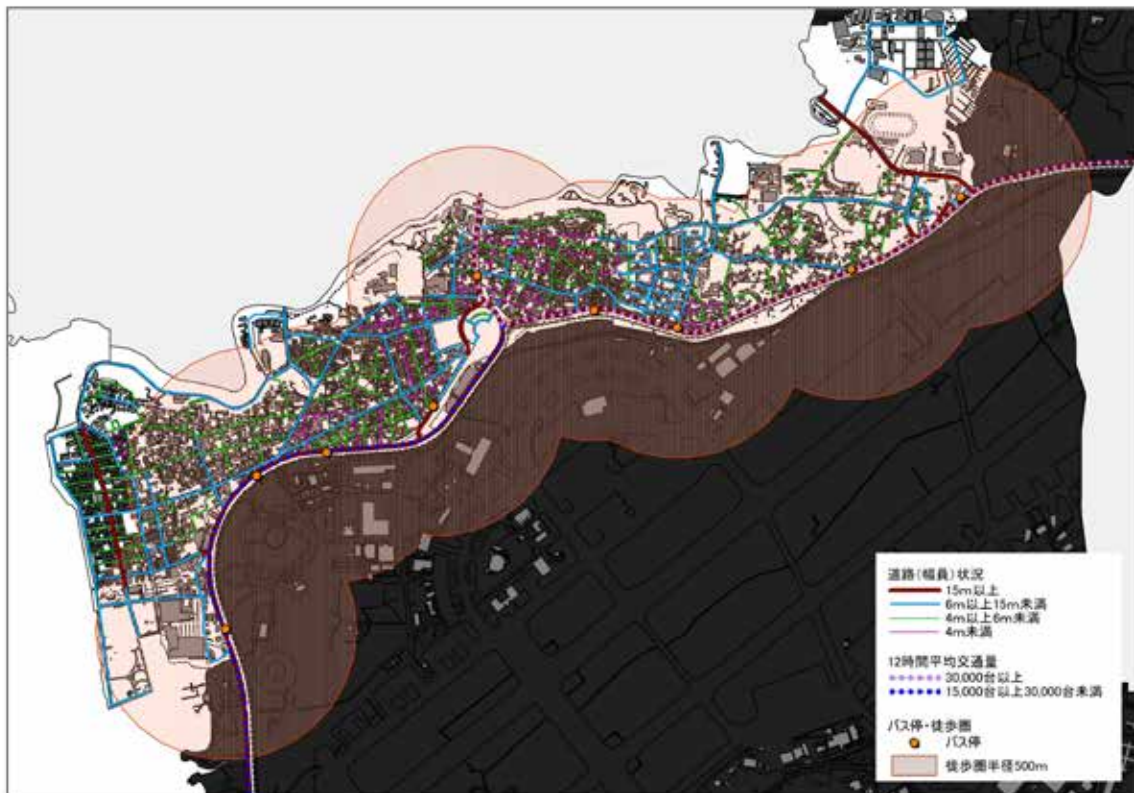 道路(幅員)状況
15m以上
6m以上15m未満
4m以上6m未満
4m未満
12時間平均交通量
30,000台以上
15,000台以上30,000台未満
バス停・徒歩圏
バス停
徒歩圏半径500m